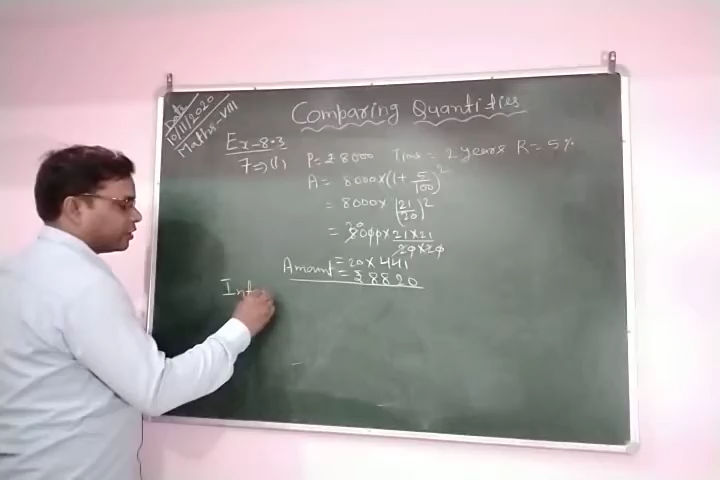 Date
10/11/2020
Maths-VIII
Comparing Quantities
Ex-8.3
7⇒(i) P=₹8000 Time = 2 years R=5%
A= 8000×(1+5/100)²
= 8000×(21/20)²
= 8000×21×21/20×20
= 20×441
Amount = ₹8820
Int